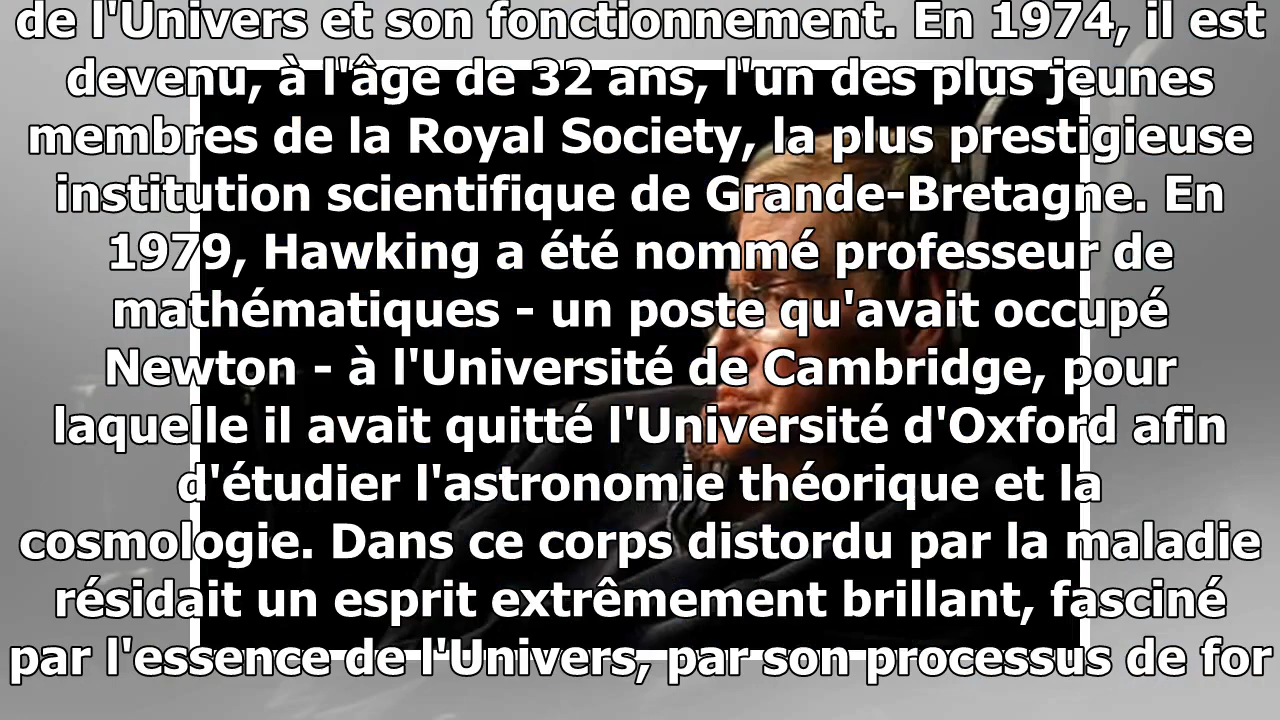 de l'Univers et son fonctionnement. En 1974, il est
devenu, à l'âge de 32 ans, l'un des plus jeunes
membres de la Royal Society, la plus prestigieuse
institution scientifique de Grande-Bretagne. En
1979, Hawking a été nommé professeur de
mathématiques - un poste qu'avait occupé
Newton - à l'Université de Cambridge, pour
laquelle il avait quitté l'Université d'Oxford afin
d'étudier l'astronomie théorique et la
cosmologie. Dans ce corps distordu par la maladie
résidait un esprit extrêmement brillant, fasciné
par l'essence de l'Univers, par son processus de for